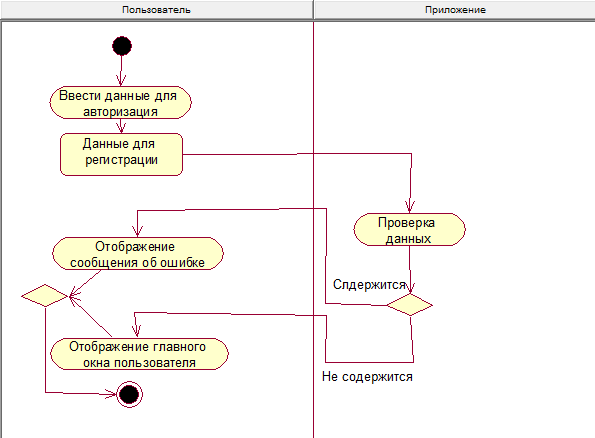 Пользователь
Приложение
Ввести данные для
авторизация
Данные для
регистрации
Проверка
данных
Отображение
сообщения об ошибке
Слдержится
Отображение главного
окна пользователя
Не содержится